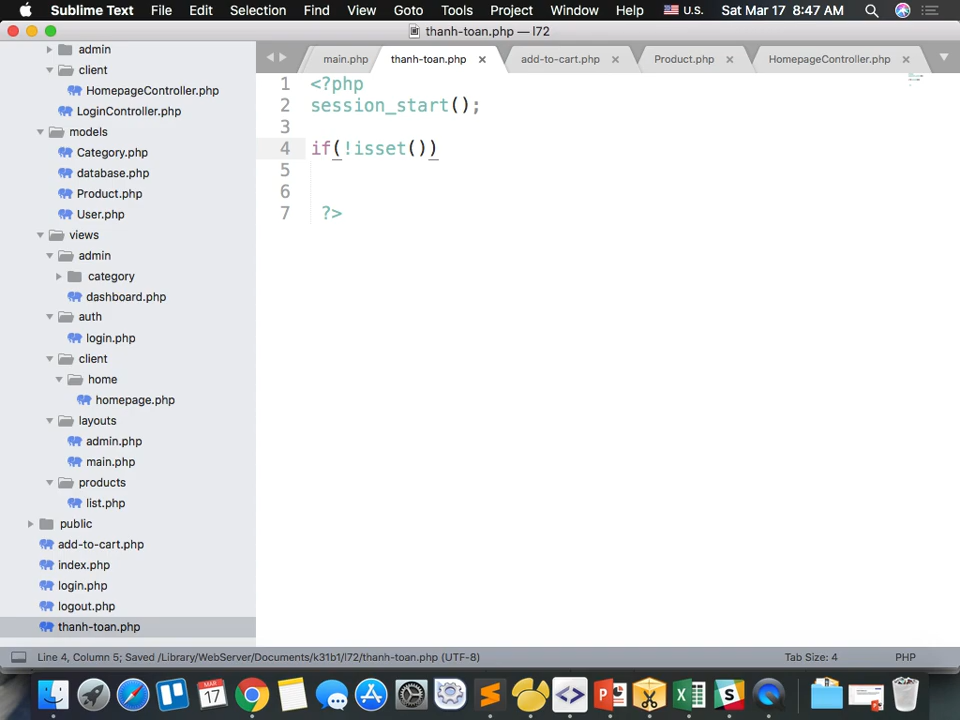 Sublime Text File Edit Selection Find View Goto Tools Project Window Help U.S. Sat Mar 17 8:47 AM
thanh-toan.php — l72
main.php thanh-toan.php add-to-cart.php Product.php HomepageController.php
admin
client
HomepageController.php
LoginController.php
models
Category.php
database.php
Product.php
User.php
views
admin
category
dashboard.php
auth
login.php
client
home
homepage.php
layouts
admin.php
main.php
products
list.php
public
add-to-cart.php
index.php
login.php
logout.php
thanh-toan.php
1 <?php
2 session_start();
3
4 if(!isset())
5
6
7 ?>
Line 4, Column 5; Saved /Library/WebServer/Documents/k31b1/l72/thanh-toan.php (UTF-8) Tab Size: 4 PHP
MAR
17